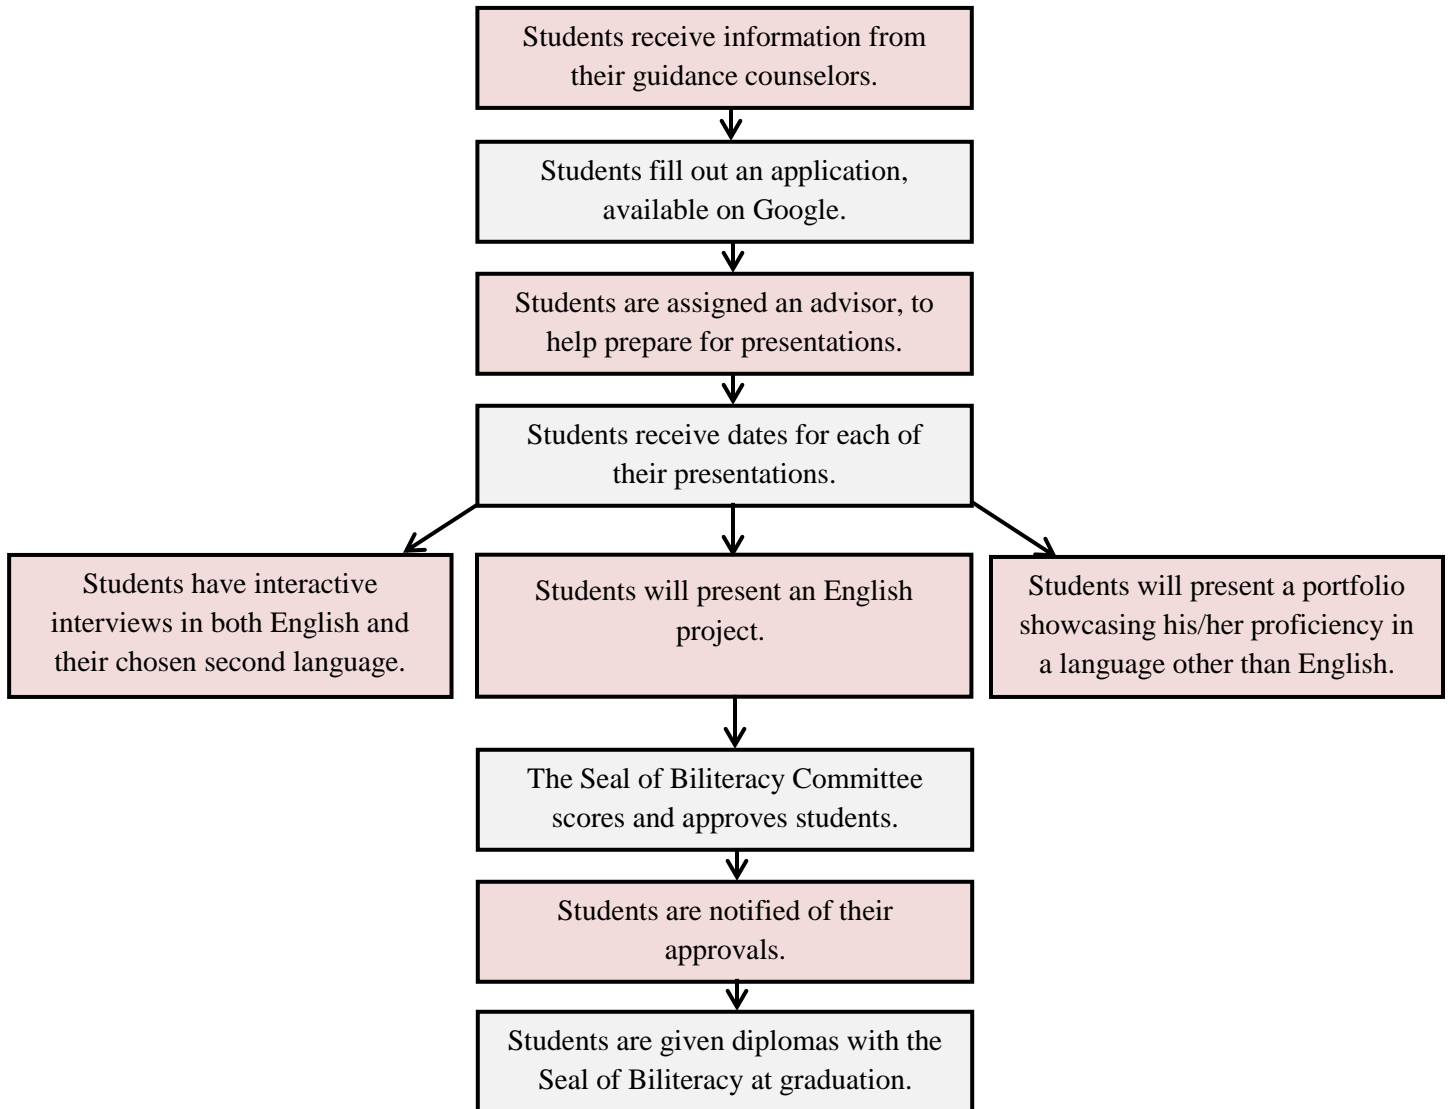 Students receive information from
their guidance counselors.
Students fill out an application,
available on Google.
Students are assigned an advisor, to
help prepare for presentations.
Students receive dates for each of
their presentations.
Students have interactive
interviews in both English and
their chosen second language.
Students will present an English
project.
Students will present a portfolio
showcasing his/her proficiency in
a language other than English.
The Seal of Biliteracy Committee
scores and approves students.
Students are notified of their
approvals.
Students are given diplomas with the
Seal of Biliteracy at graduation.